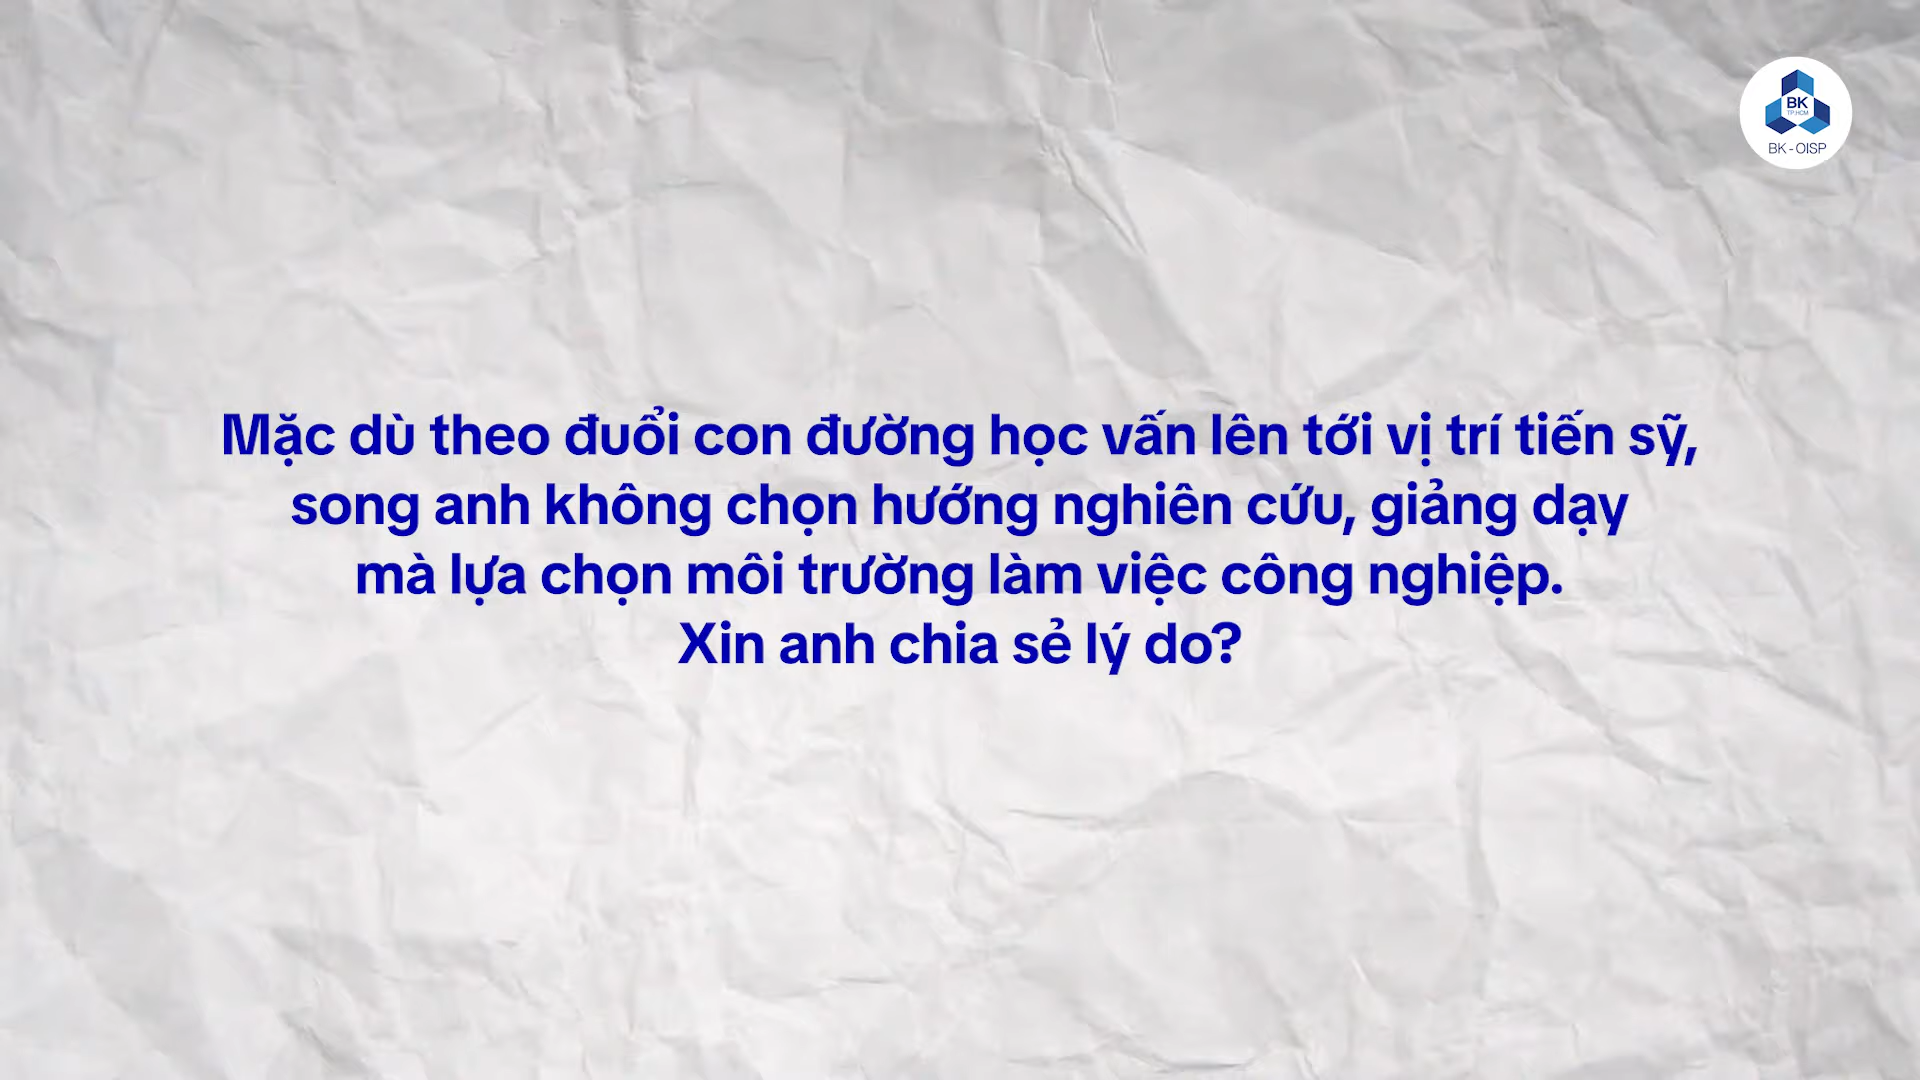 BK
TP.HCM
BK - OISP
Mặc dù theo đuổi con đường học vấn lên tới vị trí tiến sỹ,
song anh không chọn hướng nghiên cứu, giảng dạy
mà lựa chọn môi trường làm việc công nghiệp.
Xin anh chia sẻ lý do?